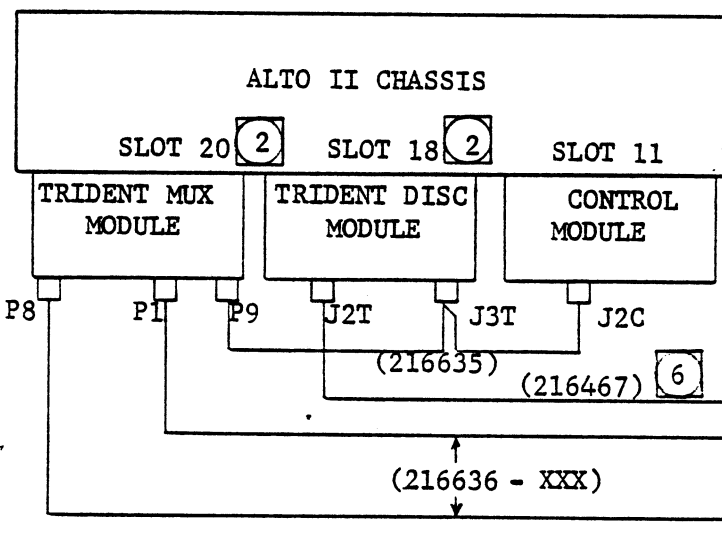 ALTO II CHASSIS
SLOT 20 2 SLOT 18 2 SLOT 11
TRIDENT MUX MODULE
TRIDENT DISC MODULE
CONTROL MODULE
P8 P1 P9 J2T J3T J2C
(216635)
(216467) 6
(216636 - XXX)